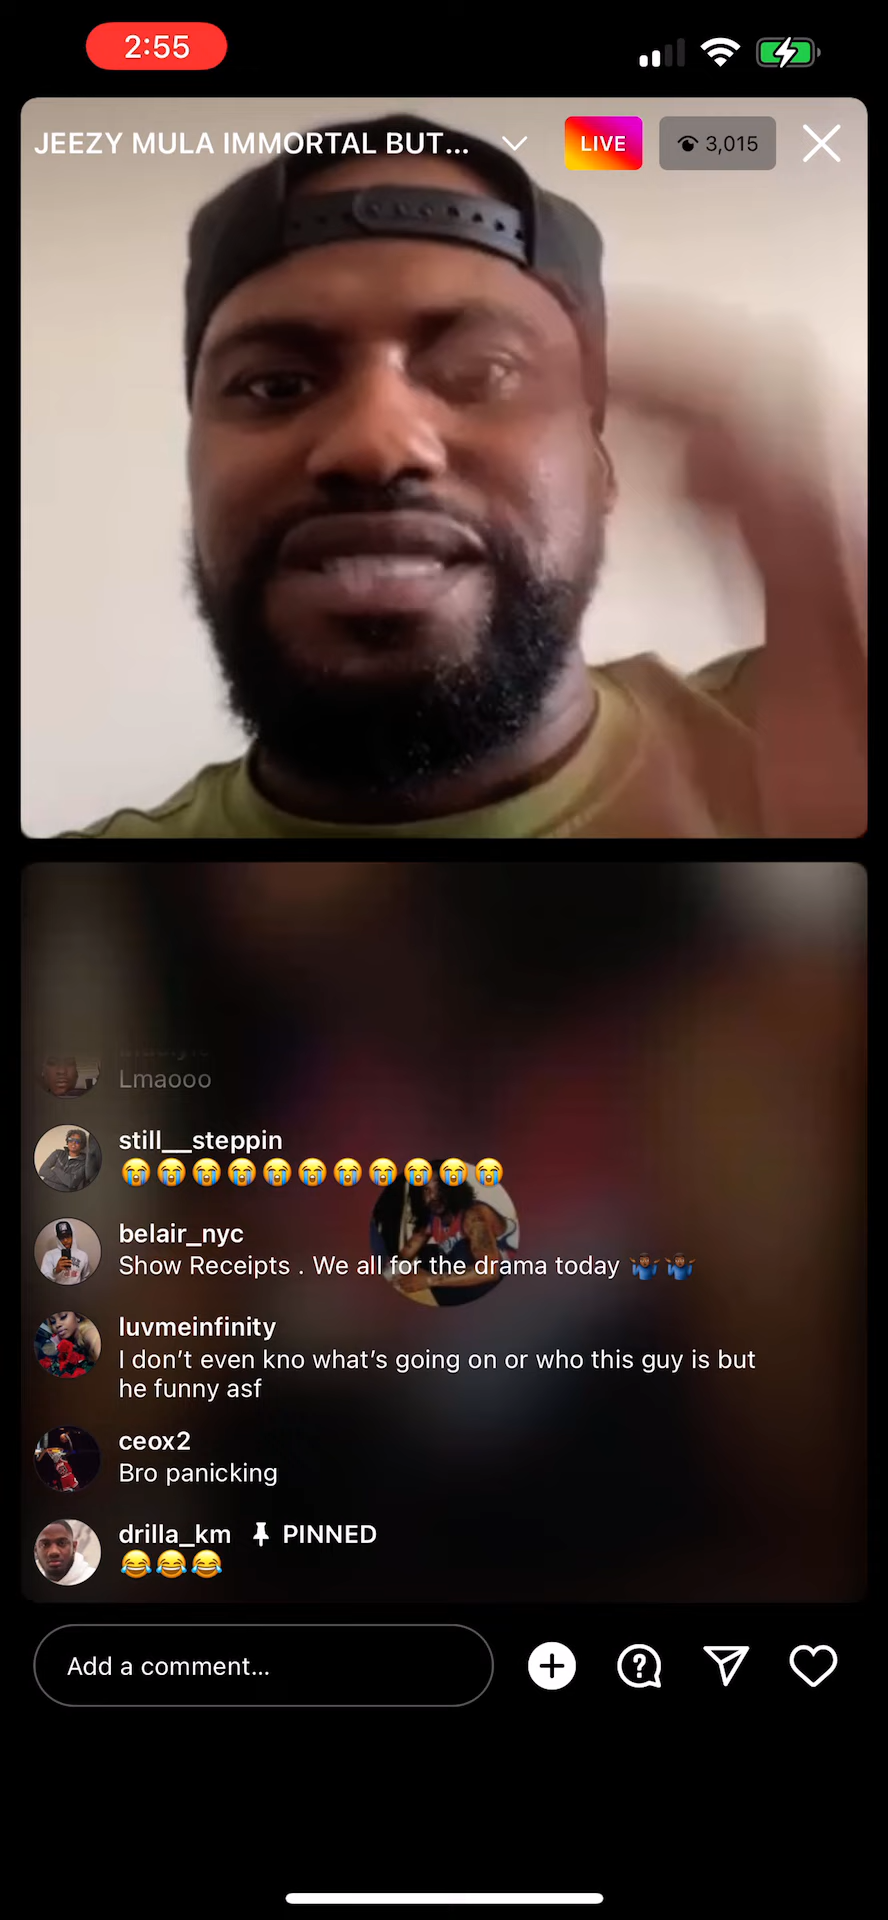 2:55
JEEZY MULA IMMORTAL BUT...
LIVE
3,015
Lmaooo
still__steppin
😭😭😭😭😭😭😭😭😭😭😭
belair_nyc
Show Receipts . We all for the drama today 🤷🏾‍♂️🤷🏾‍♂️
luvmeinfinity
I don’t even kno what’s going on or who this guy is but
he funny asf
ceox2
Bro panicking
drilla_km PINNED
😂😂😂
Add a comment...